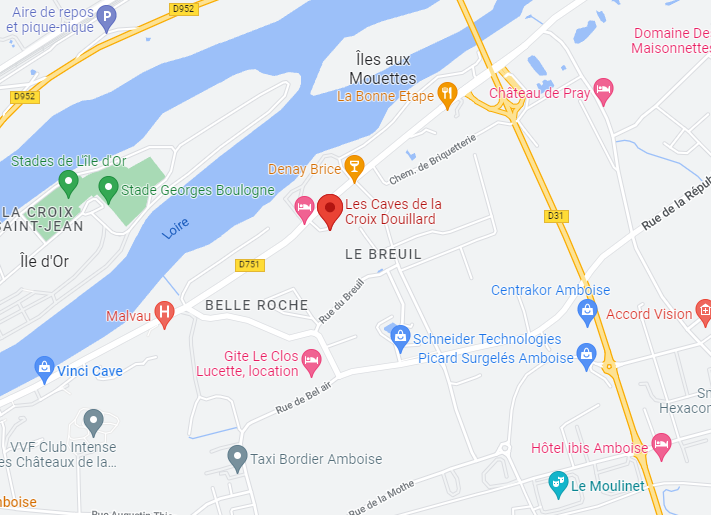 Aire de repos
et pique-nique
D952
D952
Îles aux
Mouettes
Domaine De
Maisonnettes
La Bonne Etape
Château de Pray
Chem. de Briquetterie
Stades de L'île d'Or
Denay Brice
Stade Georges Boulogne
Les Caves de la
Croix Douillard
LA CROIX
SAINT-JEAN
Loire
Rue de la Répu
D31
Île d'Or
LE BREUIL
D751
Centrakor Amboise
Malvau
BELLE ROCHE
Rue du Breuil
Accord Vision
Schneider Technologies
Picard Surgelés Amboise
Gite Le Clos
Lucette, location
Vinci Cave
Rue de Bel air
Sn
Hexacom
VVF Club Intense
es Châteaux de la...
Taxi Bordier Amboise
Hôtel ibis Amboise
Le Moulinet
Rue de la Mothe
mboise
Rue Augustin Thie